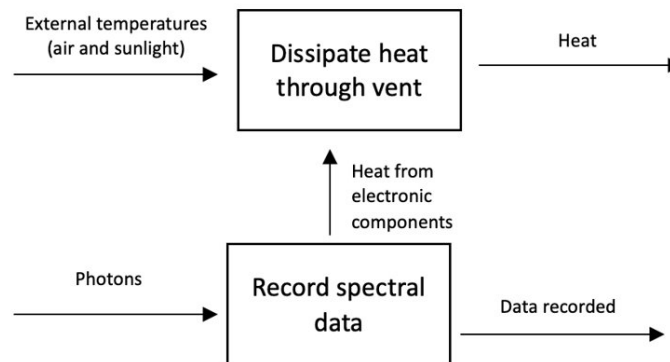 External temperatures
(air and sunlight)
Dissipate heat
through vent
Heat
Heat from
electronic
components
Photons
Record spectral
data
Data recorded